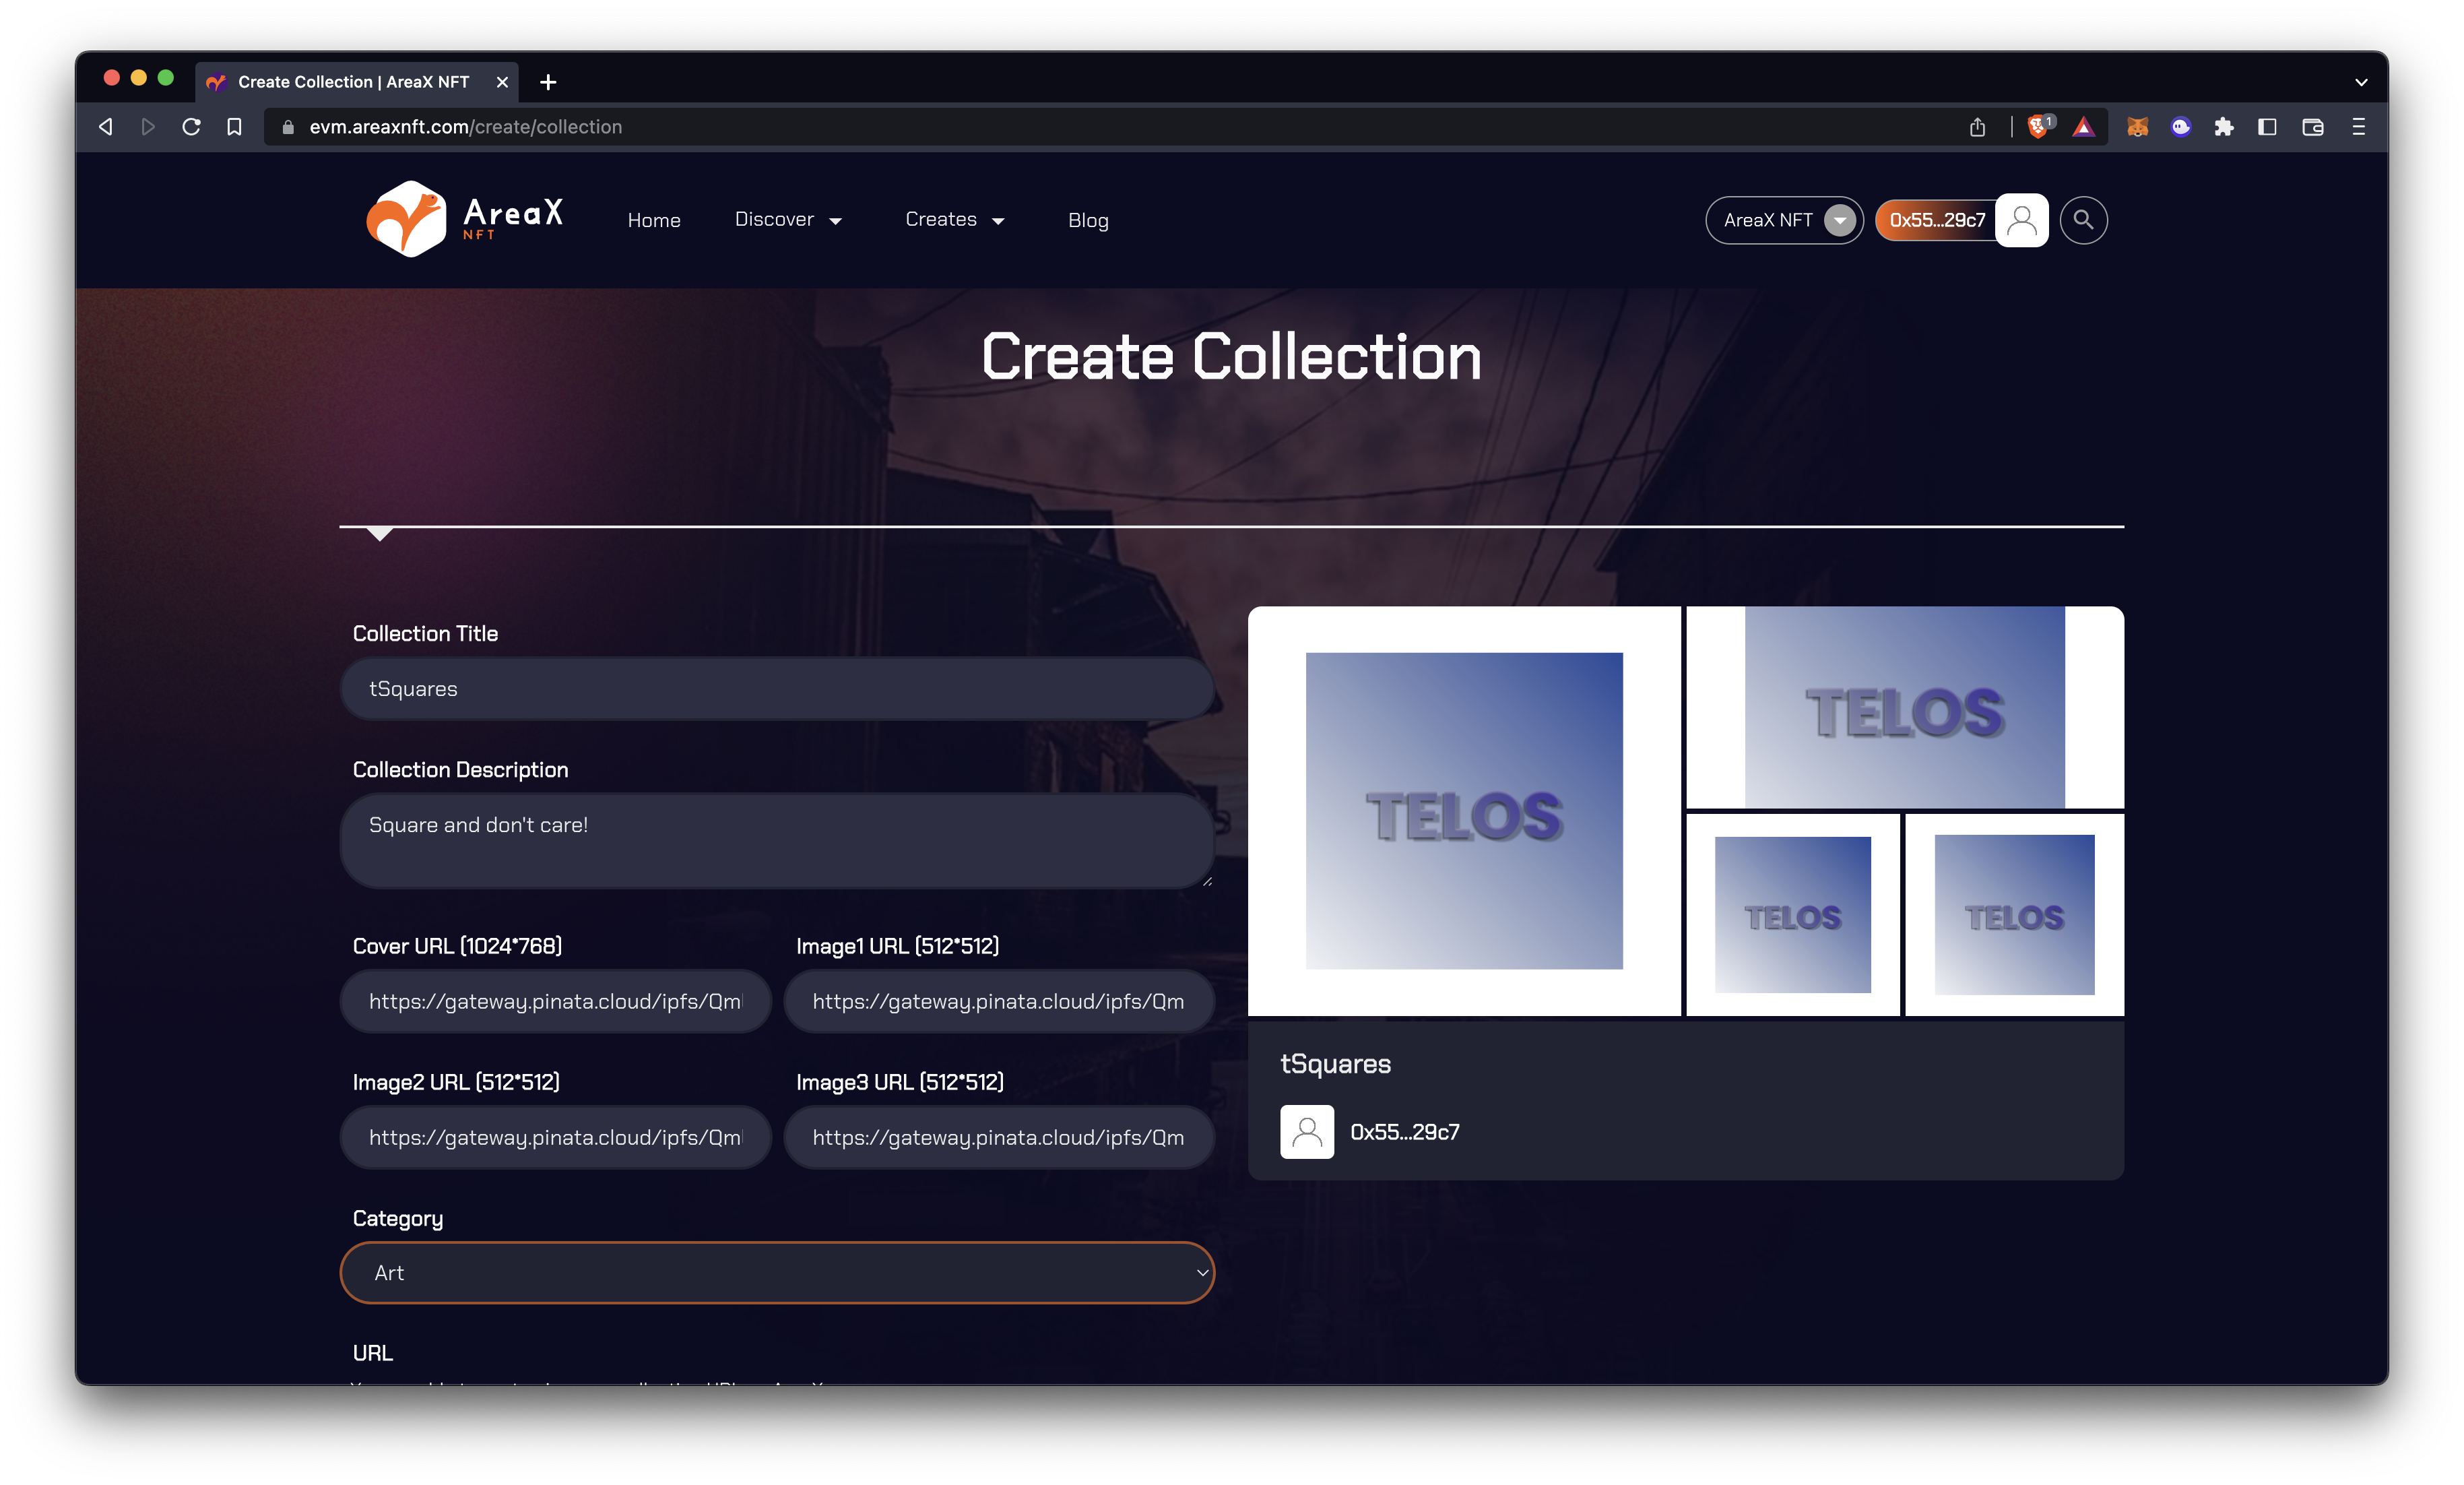 Create Collection | AreaX NFT
evm.areaxnft.com/create/collection
1
AreaX
NFT
Home
Discover
Creates
Blog
AreaX NFT
0x55...29c7
Create Collection
Collection Title
tSquares
Collection Description
Square and don't care!
Cover URL (1024*768)
Image1 URL (512*512)
https://gateway.pinata.cloud/ipfs/Qm
https://gateway.pinata.cloud/ipfs/Qm
Image2 URL (512*512)
Image3 URL (512*512)
https://gateway.pinata.cloud/ipfs/Qm
https://gateway.pinata.cloud/ipfs/Qm
Category
Art
URL
TELOS
TELOS
TELOS
TELOS
tSquares
0x55...29c7